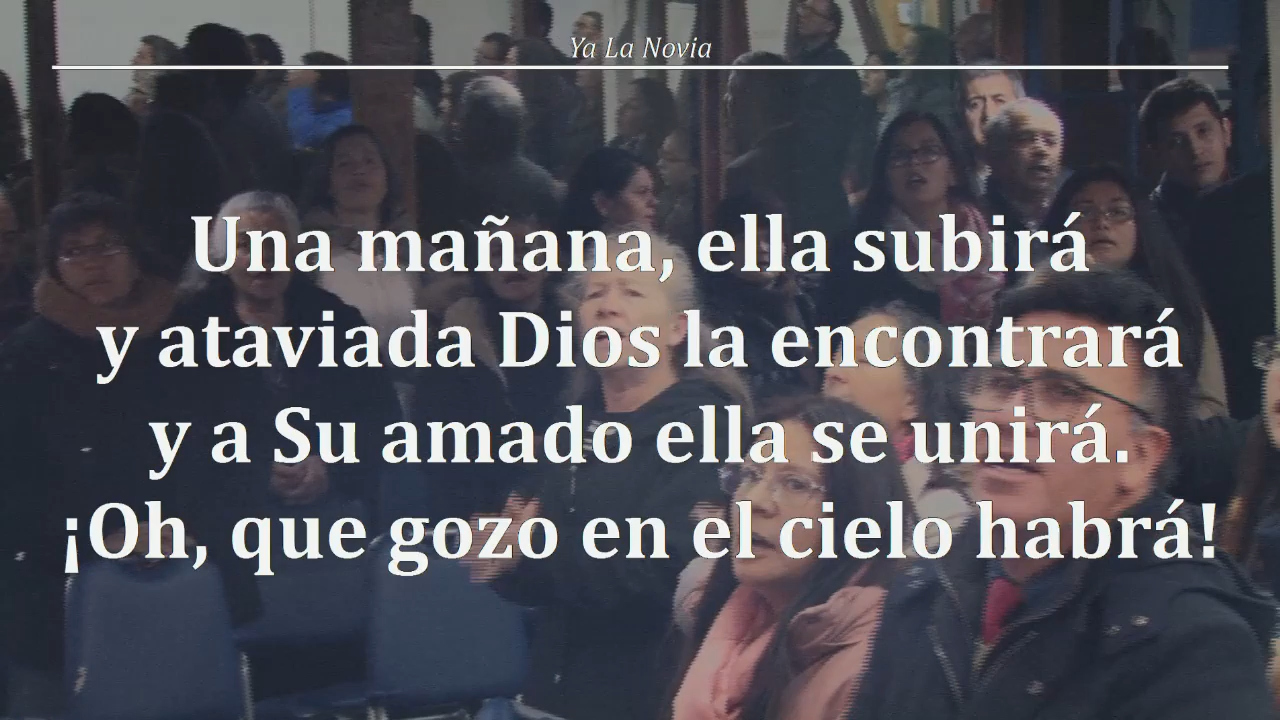 Ya La Novia
Una mañana, ella subirá
y ataviada Dios la encontrará
y a Su amado ella se unirá.
¡Oh, que gozo en el cielo habrá!